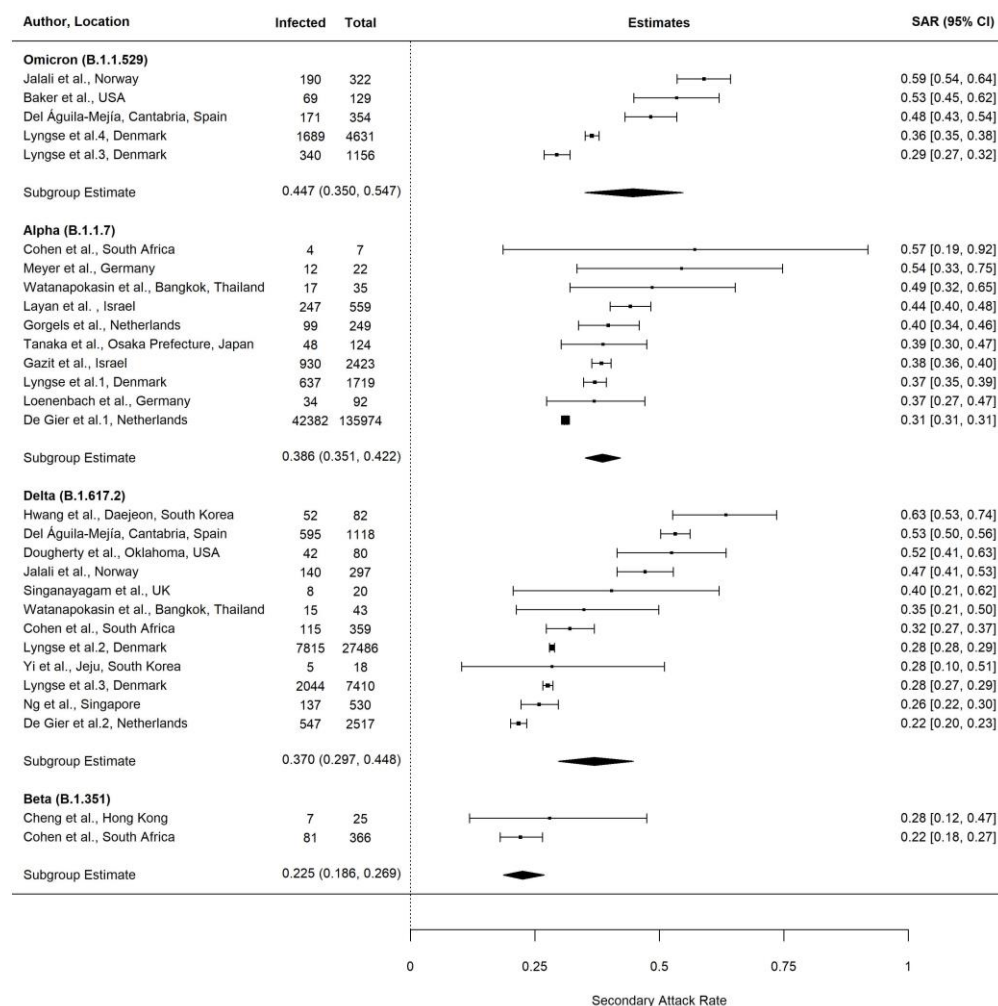 Author, Location Infected Total Estimates SAR (95% CI)
Omicron (B.1.1.529)
Jalali et al., Norway 190 322 0.59 [0.54, 0.64]
Baker et al., USA 69 129 0.53 [0.45, 0.62]
Del Águila-Mejía, Cantabria, Spain 171 354 0.48 [0.43, 0.54]
Lyngse et al.4, Denmark 1689 4631 0.36 [0.35, 0.38]
Lyngse et al.3, Denmark 340 1156 0.29 [0.27, 0.32]
Subgroup Estimate 0.447 (0.350, 0.547)
Alpha (B.1.1.7)
Cohen et al., South Africa 4 7 0.57 [0.19, 0.92]
Meyer et al., Germany 12 22 0.54 [0.33, 0.75]
Watanapokasin et al., Bangkok, Thailand 17 35 0.49 [0.32, 0.65]
Layan et al. , Israel 247 559 0.44 [0.40, 0.48]
Gorgels et al., Netherlands 99 249 0.40 [0.34, 0.46]
Tanaka et al., Osaka Prefecture, Japan 48 124 0.39 [0.30, 0.47]
Gazit et al., Israel 930 2423 0.38 [0.36, 0.40]
Lyngse et al.1, Denmark 637 1719 0.37 [0.35, 0.39]
Loenenbach et al., Germany 34 92 0.37 [0.27, 0.47]
De Gier et al.1, Netherlands 42382 135974 0.31 [0.31, 0.31]
Subgroup Estimate 0.386 (0.351, 0.422)
Delta (B.1.617.2)
Hwang et al., Daejeon, South Korea 52 82 0.63 [0.53, 0.74]
Del Águila-Mejía, Cantabria, Spain 595 1118 0.53 [0.50, 0.56]
Dougherty et al., Oklahoma, USA 42 80 0.52 [0.41, 0.63]
Jalali et al., Norway 140 297 0.47 [0.41, 0.53]
Singanayagam et al., UK 8 20 0.40 [0.21, 0.62]
Watanapokasin et al., Bangkok, Thailand 15 43 0.35 [0.21, 0.50]
Cohen et al., South Africa 115 359 0.32 [0.27, 0.37]
Lyngse et al.2, Denmark 7815 27486 0.28 [0.28, 0.29]
Yi et al., Jeju, South Korea 5 18 0.28 [0.10, 0.51]
Lyngse et al.3, Denmark 2044 7410 0.28 [0.27, 0.29]
Ng et al., Singapore 137 530 0.26 [0.22, 0.30]
De Gier et al.2, Netherlands 547 2517 0.22 [0.20, 0.23]
Subgroup Estimate 0.370 (0.297, 0.448)
Beta (B.1.351)
Cheng et al., Hong Kong 7 25 0.28 [0.12, 0.47]
Cohen et al., South Africa 81 366 0.22 [0.18, 0.27]
Subgroup Estimate 0.225 (0.186, 0.269)
0 0.25 0.5 0.75 1
Secondary Attack Rate